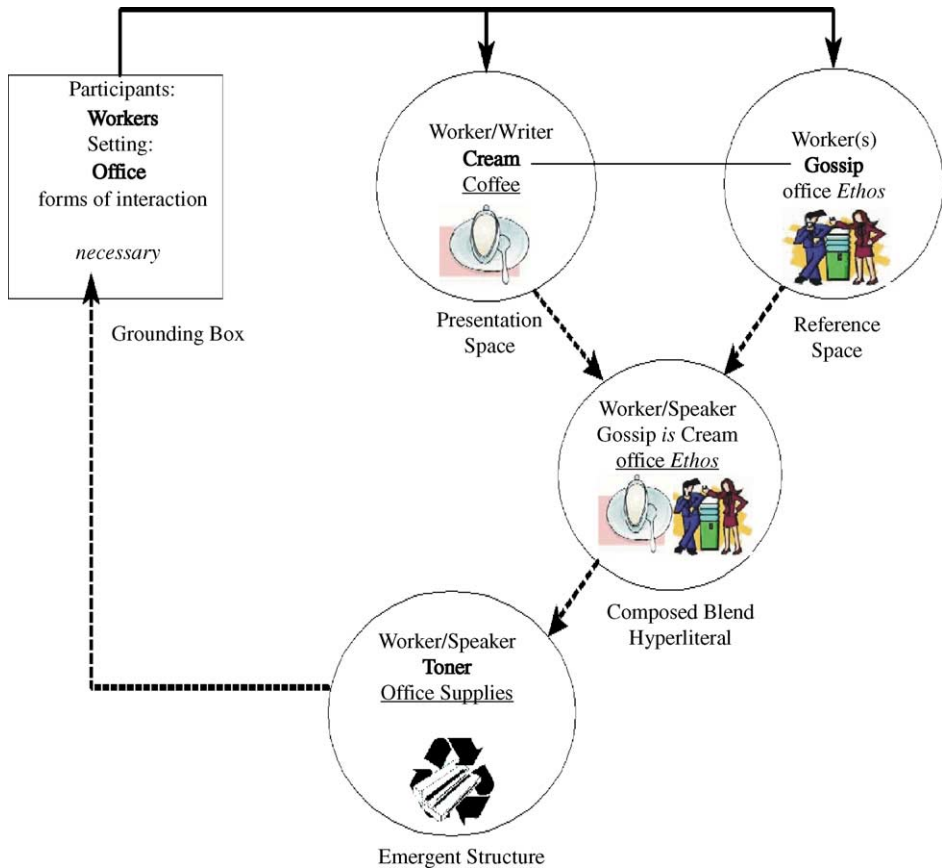 Participants:
Workers
Setting:
Office
forms of interaction
necessary
Grounding Box
Worker/Writer
Cream
Coffee
Presentation
Space
Worker(s)
Gossip
office Ethos
Reference
Space
Worker/Speaker
Gossip is Cream
office Ethos
Composed Blend
Hyperliteral
Worker/Speaker
Toner
Office Supplies
Emergent Structure